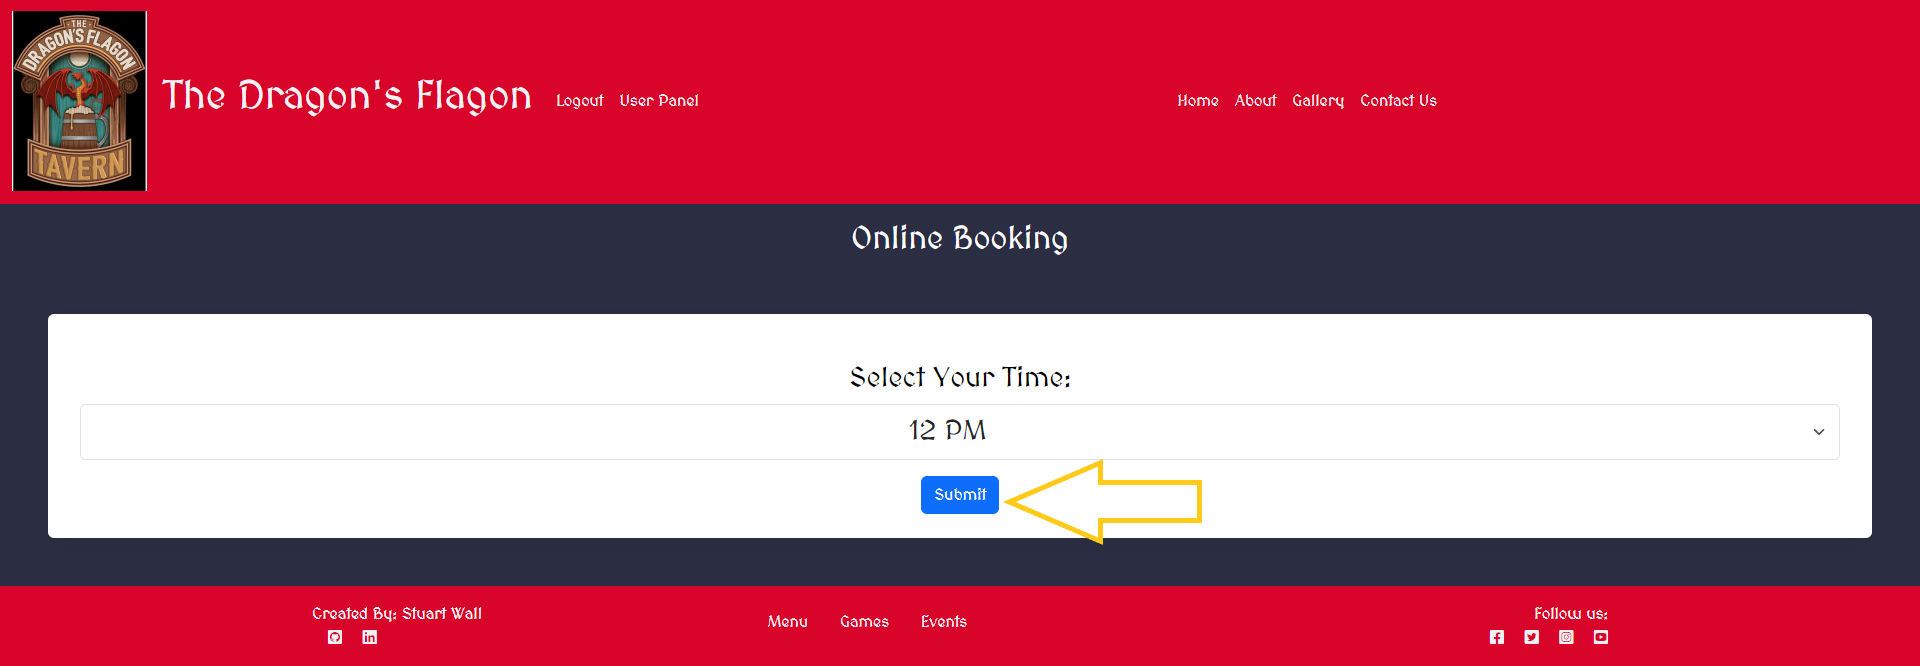 THE
DRAGON'S FLAGON
TAVERN
The Dragon's Flagon
Logout User Panel
Home About Gallery Contact Us
Online Booking
Select Your Time:
12 PM
Submit
Created By: Stuart Wall
Menu Games Events
Follow us: